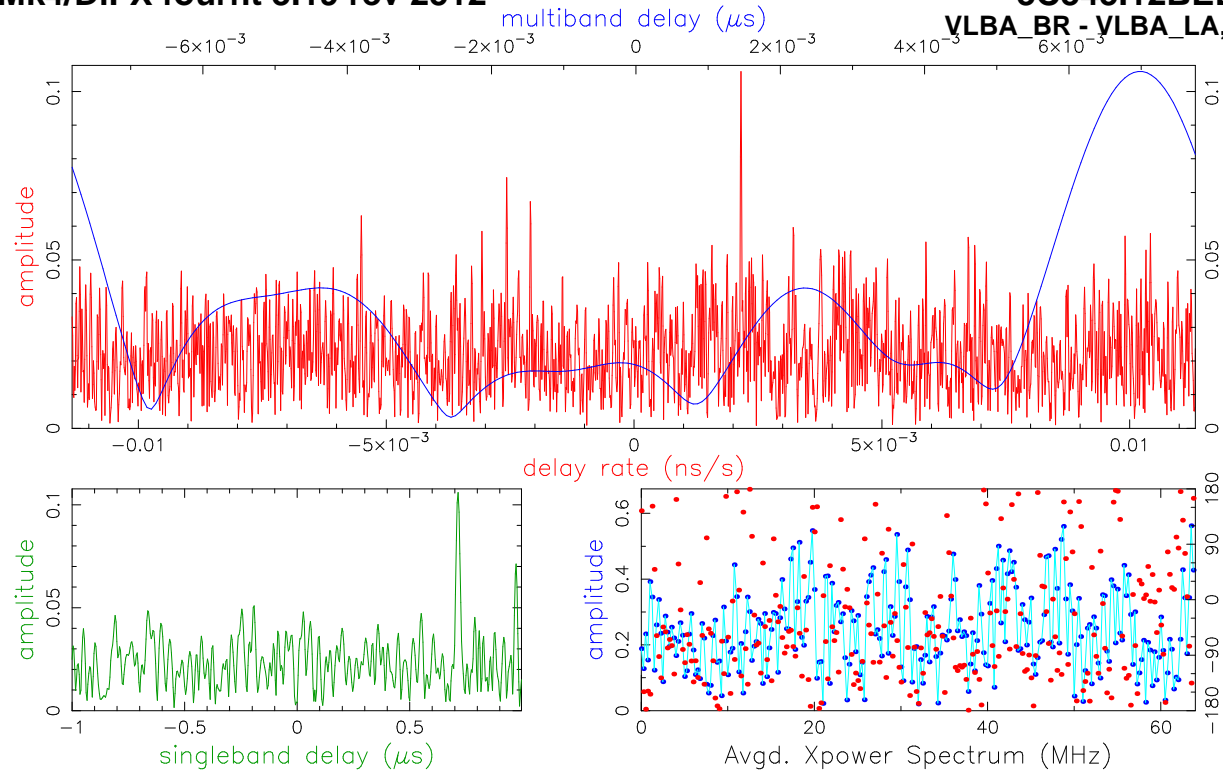 multiband delay (μs)
VLBA_BR - VLBA_LA,
−6×10⁻³ −4×10⁻³ −2×10⁻³ 0 2×10⁻³ 4×10⁻³ 6×10⁻³
0.1 0.1
amplitude
0.05 0.05
0 0
−0.01 −5×10⁻³ 0 5×10⁻³ 0.01
delay rate (ns/s)
0.1
amplitude
0.05
0
−1 −0.5 0 0.5
singleband delay (μs)
0.6 180
amplitude
90
0.4
0
0.2
−90
0 −180
0 20 40 60
Avgd. Xpower Spectrum (MHz)